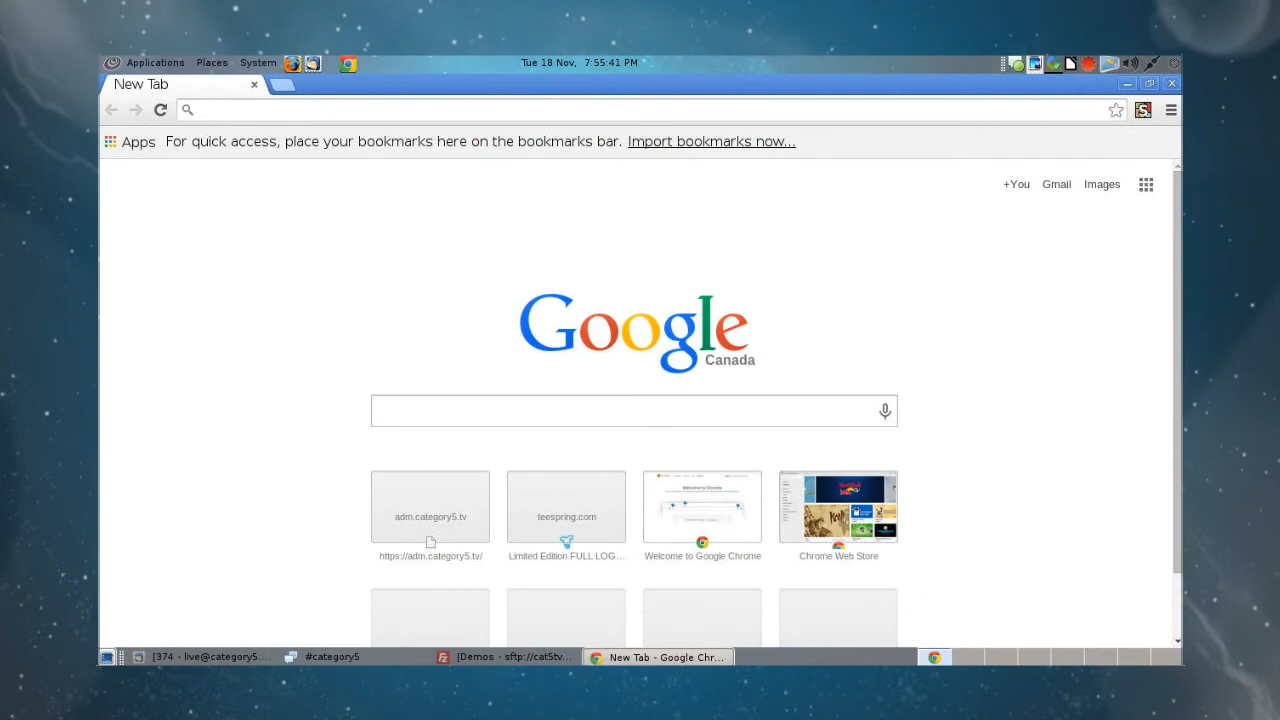 Applications Places System Tue 18 Nov, 7:55:41 PM
New Tab
Apps For quick access, place your bookmarks here on the bookmarks bar. Import bookmarks now...
+You Gmail Images
Google
Canada
adm.category5.tv teespring.com Welcome to Chrome
https://adm.category5.tv/ Limited Edition FULL LOG... Welcome to Google Chrome Chrome Web Store
[374 - live@category5.... #category5 [Demos - sftp://cat5tv... New Tab - Google Chr...